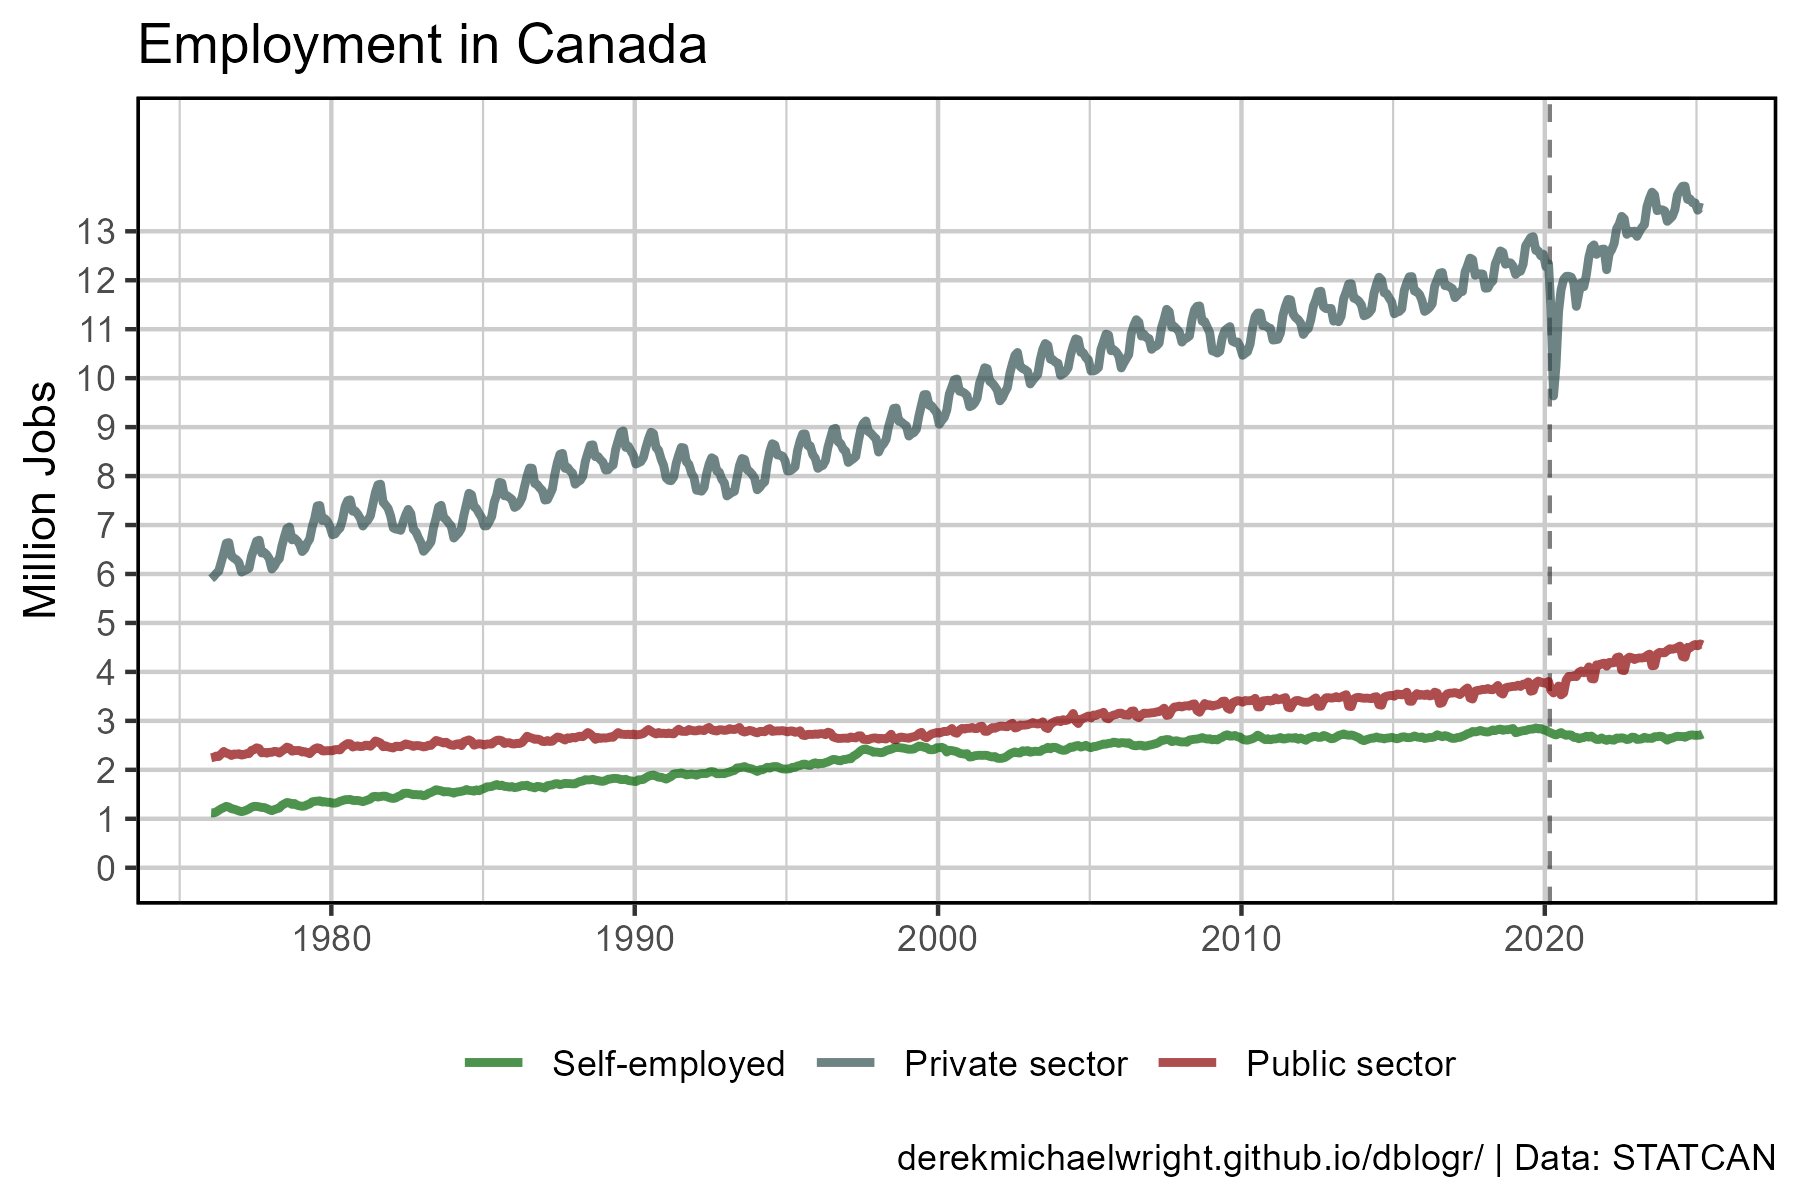 Employment in Canada
Million Jobs
13
12
11
10
9
8
7
6
5
4
3
2
1
0
1980 1990 2000 2010 2020
Self-employed Private sector Public sector
derekmichaelwright.github.io/dblogr/ | Data: STATCAN